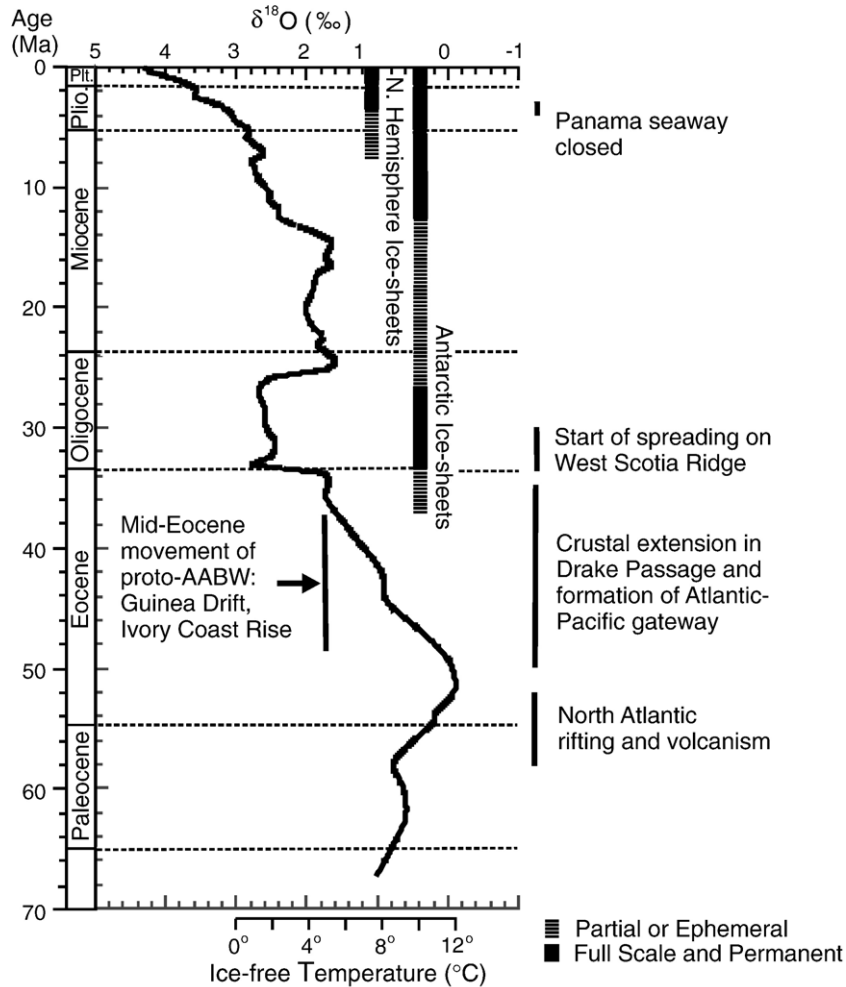 Age
(Ma)
δ18O (‰)
5 4 3 2 1 0 -1
0
10
20
30
40
50
60
70
Plt.
Plio.
Miocene
Oligocene
Eocene
Paleocene
N. Hemisphere Ice-sheets
Antarctic Ice-sheets
Panama seaway
closed
Start of spreading on
West Scotia Ridge
Mid-Eocene
movement of
proto-AABW:
Guinea Drift,
Ivory Coast Rise
Crustal extension in
Drake Passage and
formation of Atlantic-
Pacific gateway
North Atlantic
rifting and volcanism
0° 4° 8° 12°
Ice-free Temperature (°C)
Partial or Ephemeral
Full Scale and Permanent